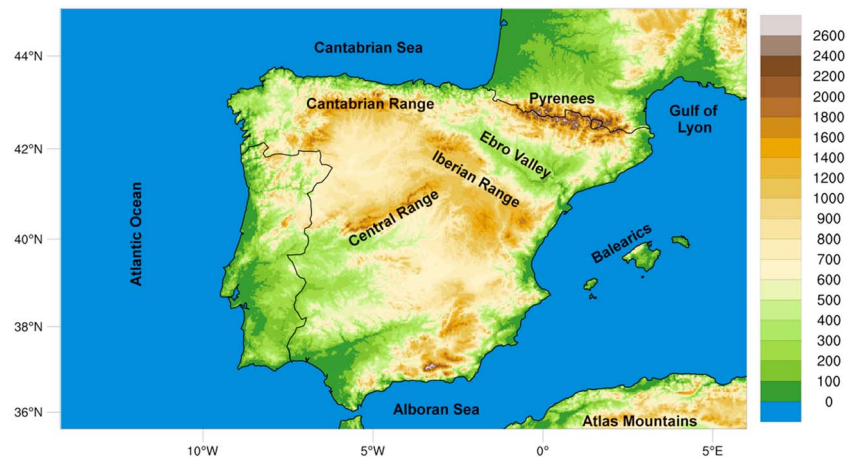 44°N
42°N
40°N
38°N
36°N
10°W
5°W
0°
5°E
Cantabrian Sea
Cantabrian Range
Pyrenees
Gulf of
Lyon
Ebro Valley
Iberian Range
Central Range
Balearics
Atlantic Ocean
Alboran Sea
Atlas Mountains
2600
2400
2200
2000
1800
1600
1400
1200
1000
900
800
700
600
500
400
300
200
100
0